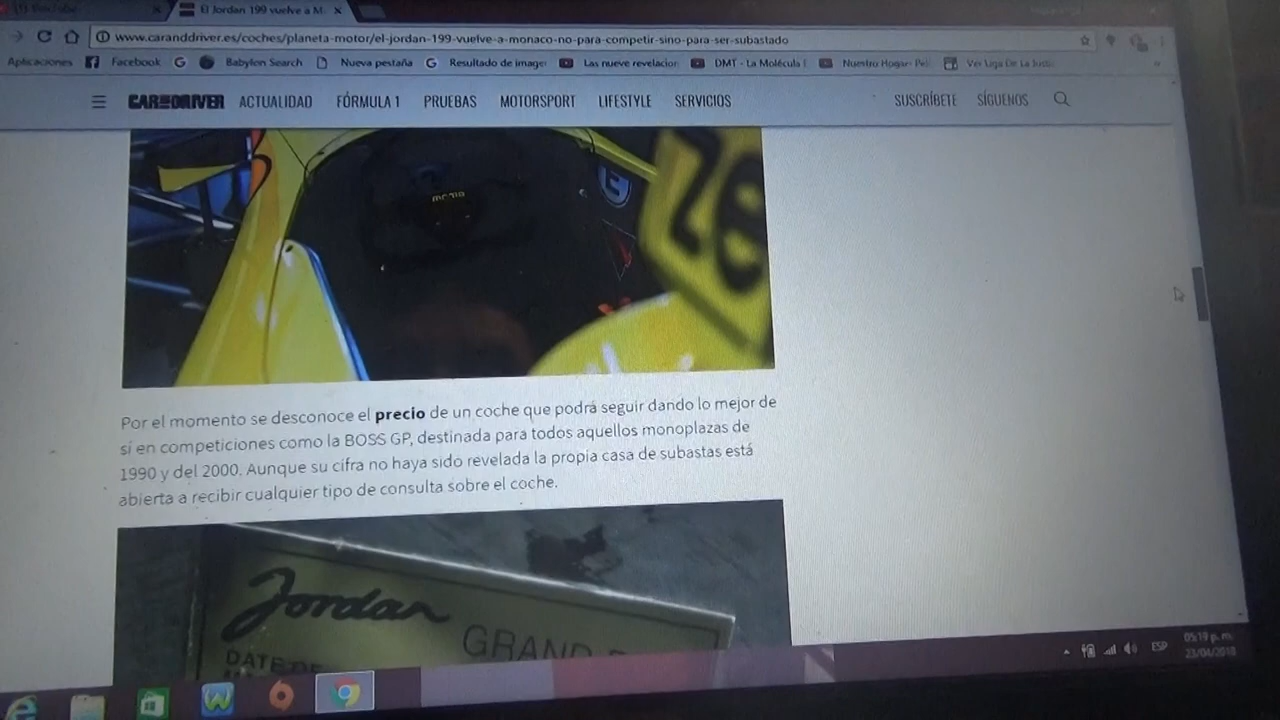 El Jordan 199 vuelve a M
www.caranddriver.es/coches/planeta-motor/el-jordan-199-vuelve-a-monaco-no-para-competir-sino-para-ser-subastado
Aplicaciones Facebook Babylon Search Nueva pestaña Resultado de image Las nueve revelacion DMT - La Molécula Nuestro Hogar- Ver Liga De La
CAR AND DRIVER ACTUALIDAD FÓRMULA 1 PRUEBAS MOTORSPORT LIFESTYLE SERVICIOS SUSCRÍBETE SÍGUENOS
E
Por el momento se desconoce el precio de un coche que podrá seguir dando lo mejor de
sí en competiciones como la BOSS GP, destinada para todos aquellos monoplazas de
1990 y del 2000. Aunque su cifra no haya sido revelada la propia casa de subastas está
abierta a recibir cualquier tipo de consulta sobre el coche.
Jordan
GRAND
DATE OF
ESP
05:19 p.m.
23/04/2018